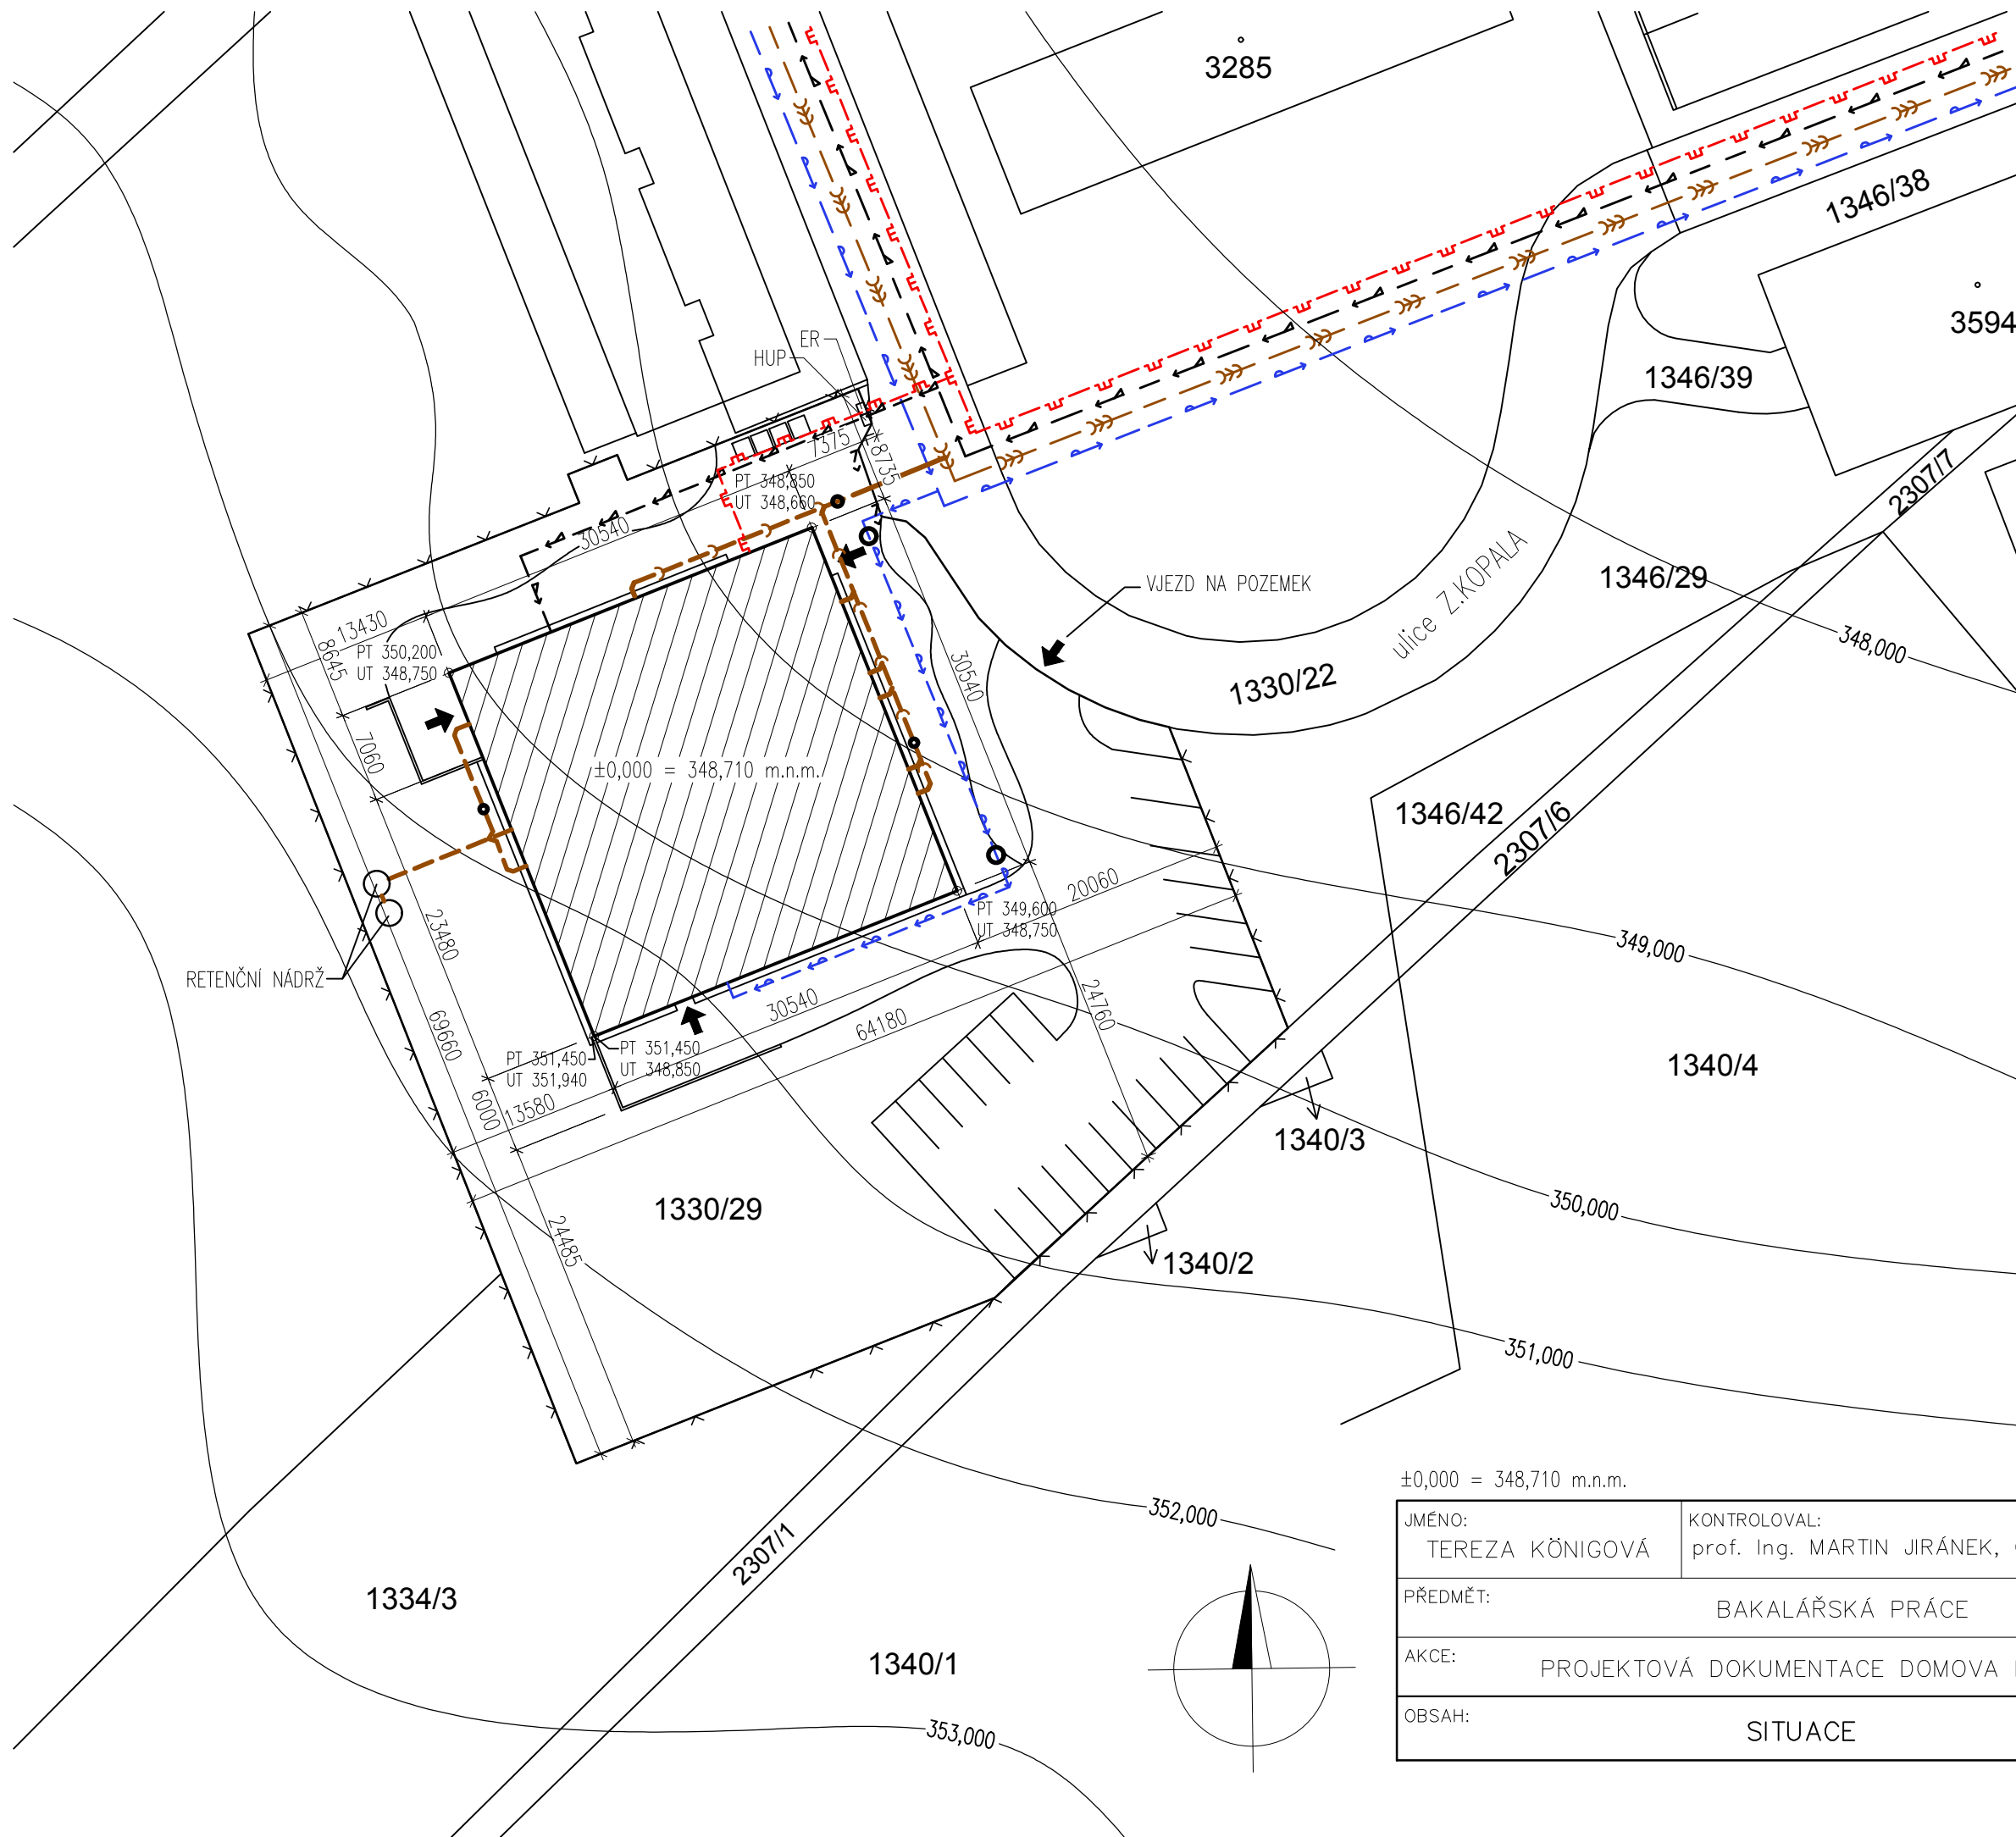 3285
1346/38
3594
1346/39
ER
HUP
7375
8735
PT 348,850
UT 348,660
30540
2307/7
1346/29
VJEZD NA POZEMEK
ulice Z.KOPALA
348,000
13430
8645
PT 350,200
UT 348,750
30540
1330/22
7060
±0,000 = 348,710 m.n.m.
1346/42
2307/6
20060
PT 349,600
UT 348,750
23480
349,000
RETENČNÍ NÁDRŽ
30540
64180
24760
69660
PT 351,450
UT 351,940
PT 351,450
UT 348,850
1340/4
6000
13580
1340/3
1330/29
350,000
24485
1340/2
351,000
±0,000 = 348,710 m.n.m.
352,000
JMÉNO:
TEREZA KÖNIGOVÁ
KONTROLOVAL:
prof. Ing. MARTIN JIRÁNEK,
2307/1
1334/3
PŘEDMĚT:
BAKALÁŘSKÁ PRÁCE
1340/1
AKCE:
PROJEKTOVÁ DOKUMENTACE DOMOVA
OBSAH:
SITUACE
353,000